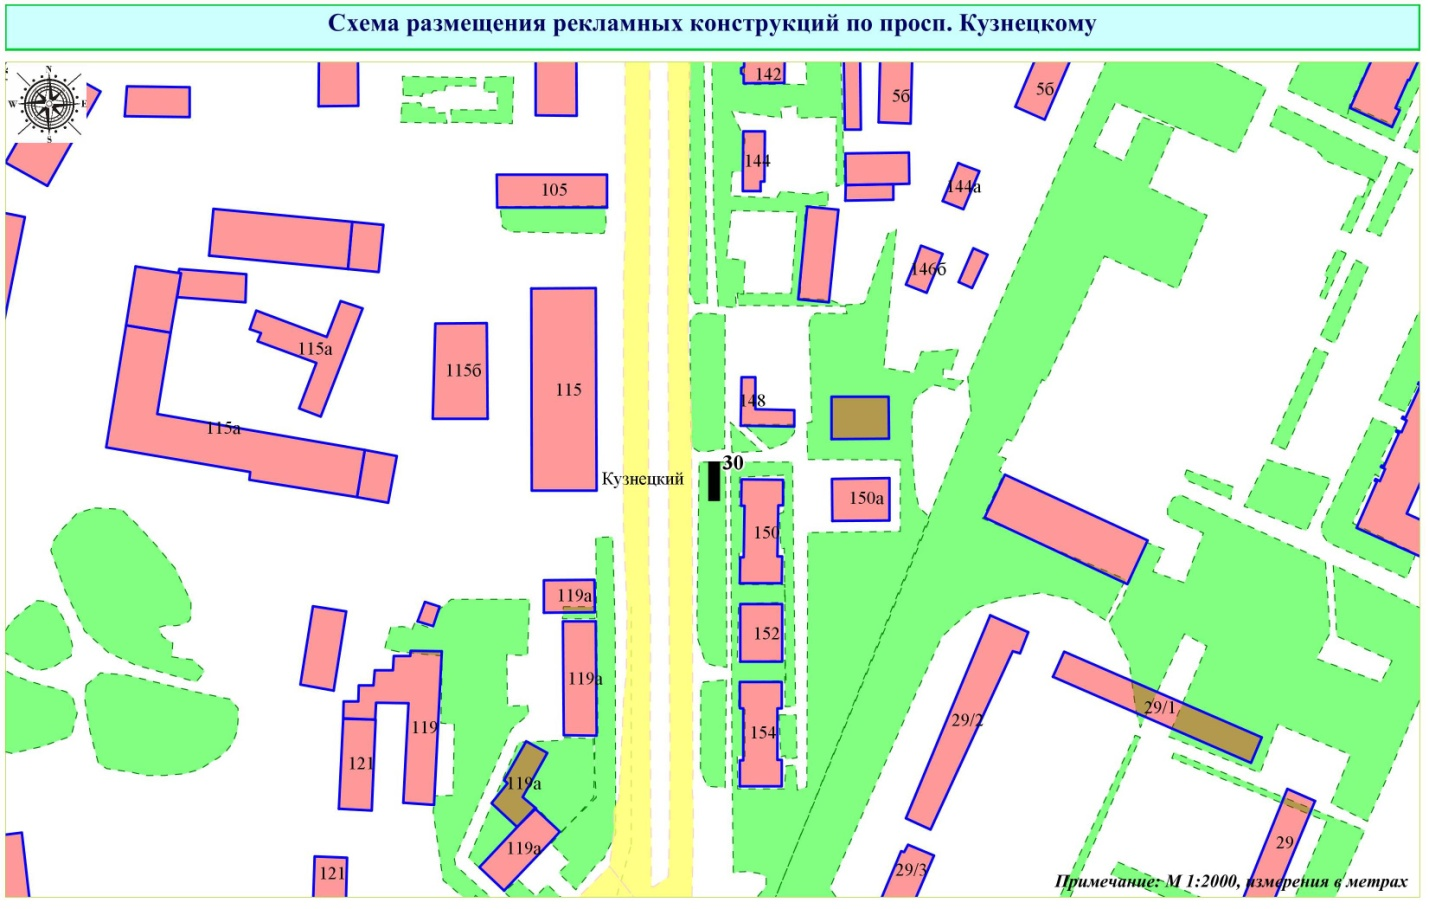 Схема размещения рекламных конструкций по просп. Кузнецкому
N
W
E
S
142
5б
5б
144
105
144а
146б
115а
115б
115
148
115а
30
Кузнецкий
150а
150
119а
152
119а
29/1
29/2
119
154
121
119а
29
119а
29/3
121
Примечание: М 1:2000, измерения в метрах